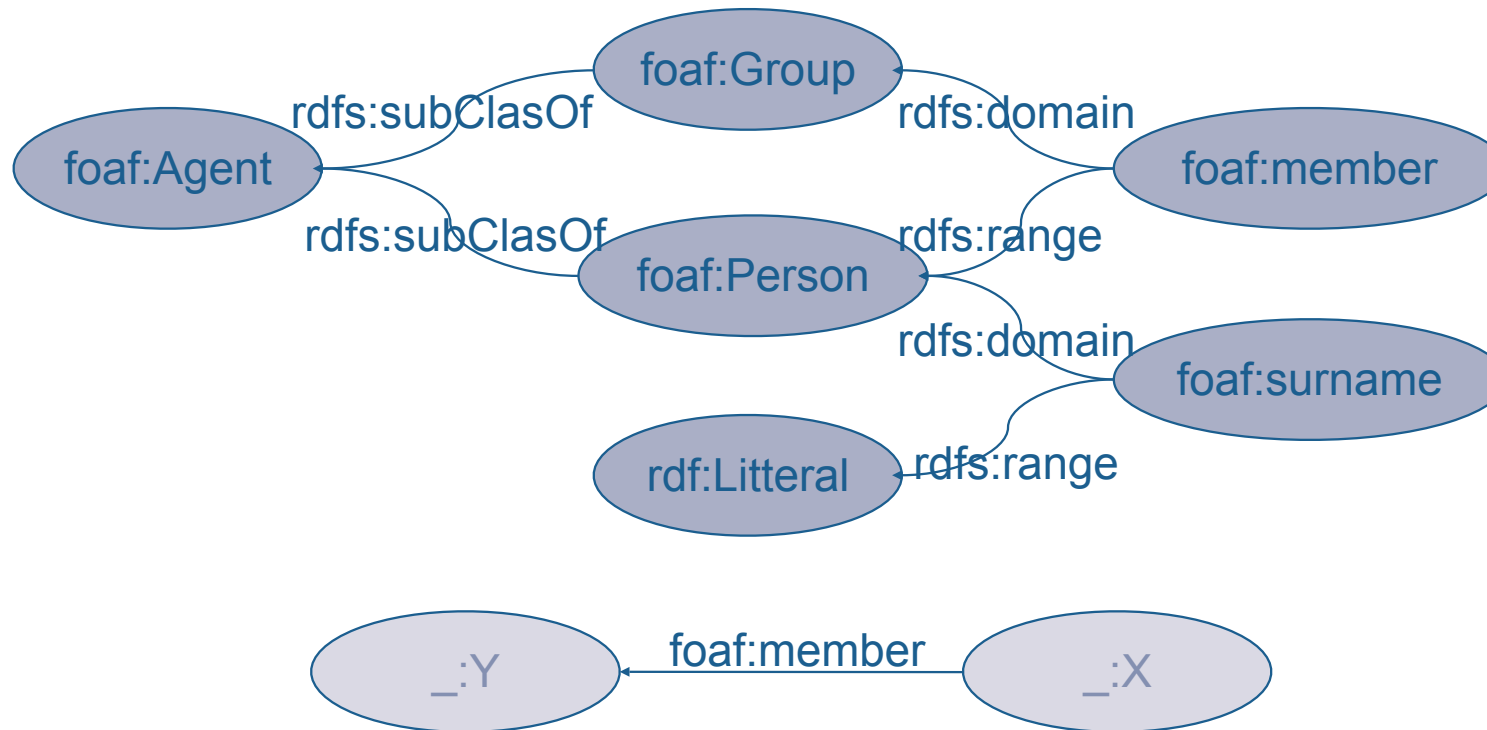 foaf:Group
rdfs:subClasOf
rdfs:domain
foaf:Agent
foaf:member
rdfs:subClasOf
rdfs:range
foaf:Person
rdfs:domain
foaf:surname
rdf:Litteral
rdfs:range
foaf:member
_:Y
_:X